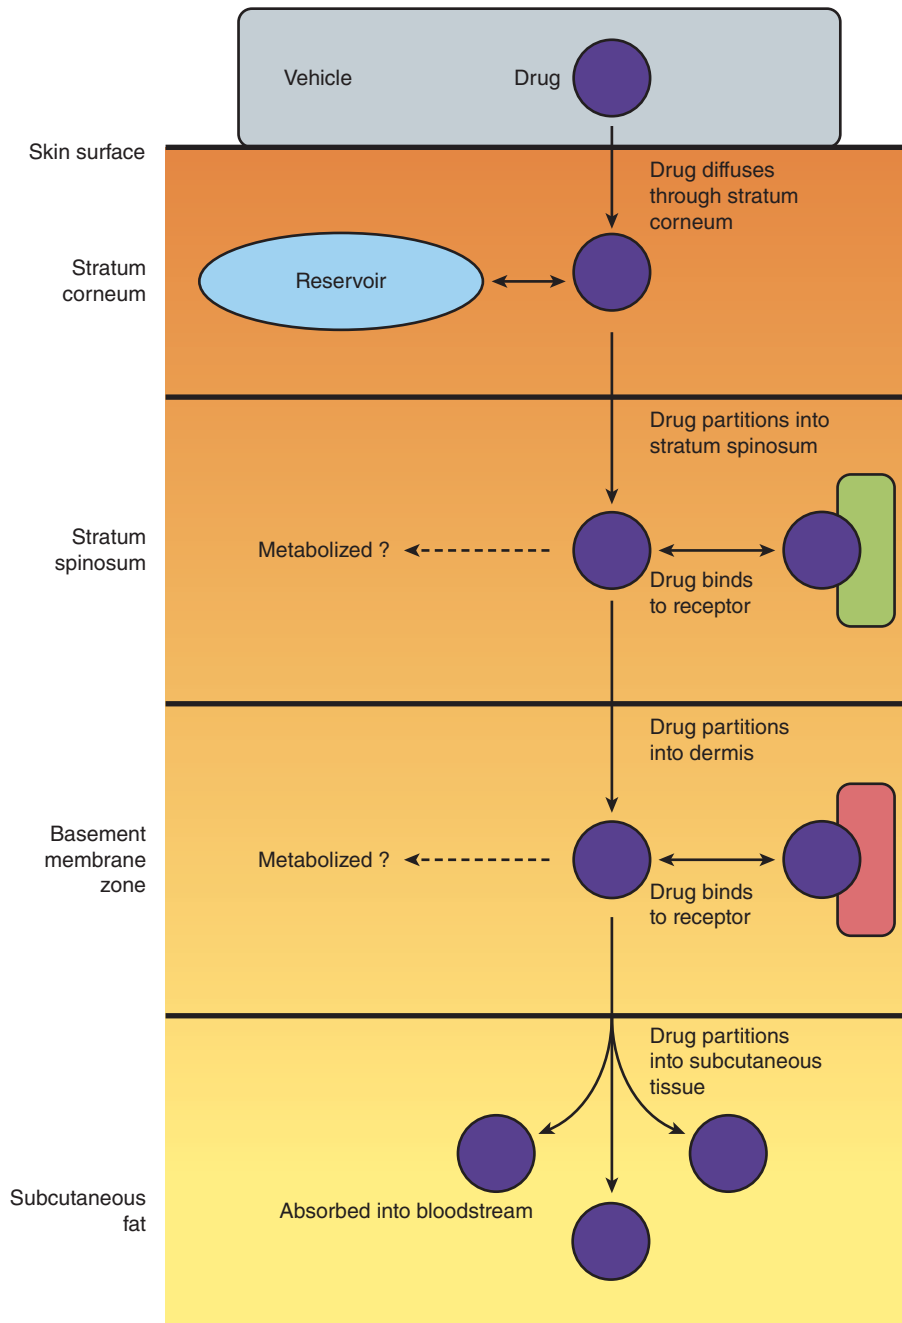 Vehicle
Drug
Skin surface
Drug diffuses
through stratum
corneum
Stratum
corneum
Reservoir
Drug partitions into
stratum spinosum
Stratum
spinosum
Metabolized ?
Drug binds
to receptor
Drug partitions
into dermis
Basement
membrane
zone
Metabolized ?
Drug binds
to receptor
Drug partitions
into subcutaneous
tissue
Subcutaneous
fat
Absorbed into bloodstream